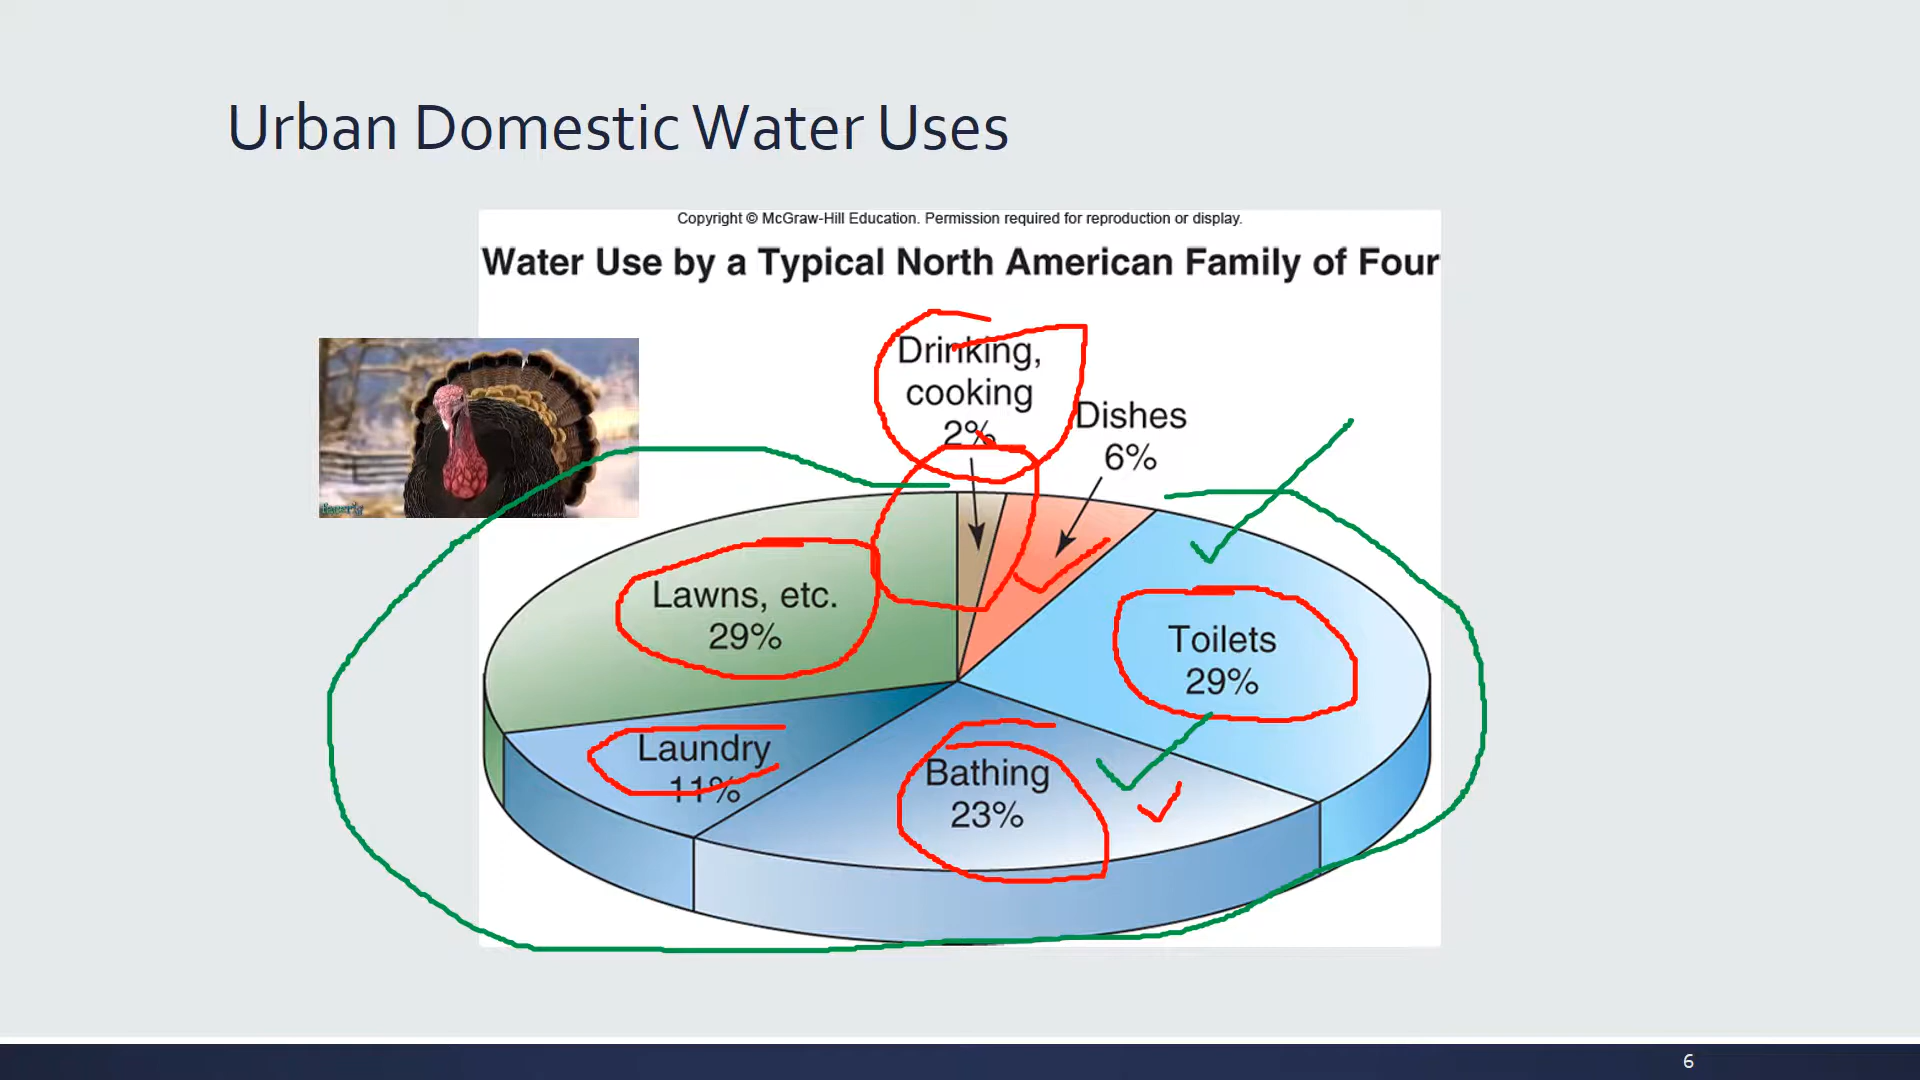 Urban Domestic Water Uses
Copyright © McGraw-Hill Education. Permission required for reproduction or display.
Water Use by a Typical North American Family of Four
Drinking,
cooking
2%
Dishes
6%
Lawns, etc.
29%
Toilets
29%
Laundry
11%
Bathing
23%
6